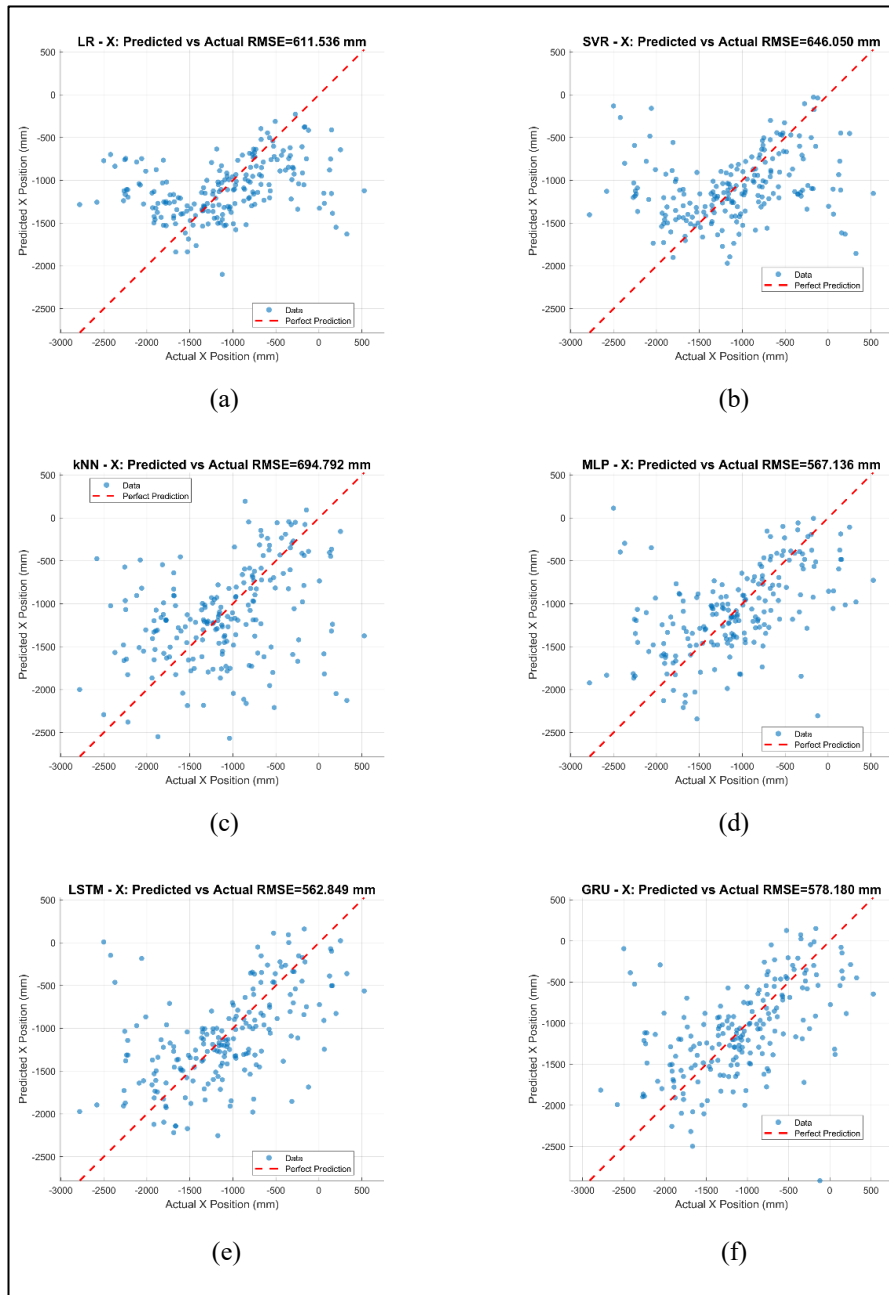 LR - X: Predicted vs Actual RMSE=611.536 mm
500
0
-500
-1000
-1500
-2000
-2500
Predicted X Position (mm)
Data
Perfect Prediction
-3000 -2500 -2000 -1500 -1000 -500 0 500
Actual X Position (mm)
(a)
SVR - X: Predicted vs Actual RMSE=646.050 mm
500
0
-500
-1000
-1500
-2000
-2500
Predicted X Position (mm)
Data
Perfect Prediction
-3000 -2500 -2000 -1500 -1000 -500 0 500
Actual X Position (mm)
(b)
kNN - X: Predicted vs Actual RMSE=694.792 mm
Data
Perfect Prediction
500
0
-500
-1000
-1500
-2000
-2500
Predicted X Position (mm)
-3000 -2500 -2000 -1500 -1000 -500 0 500
Actual X Position (mm)
(c)
MLP - X: Predicted vs Actual RMSE=567.136 mm
500
0
-500
-1000
-1500
-2000
-2500
Predicted X Position (mm)
Data
Perfect Prediction
-3000 -2500 -2000 -1500 -1000 -500 0 500
Actual X Position (mm)
(d)
LSTM - X: Predicted vs Actual RMSE=562.849 mm
500
0
-500
-1000
-1500
-2000
-2500
Predicted X Position (mm)
Data
Perfect Prediction
-3000 -2500 -2000 -1500 -1000 -500 0 500
Actual X Position (mm)
(e)
GRU - X: Predicted vs Actual RMSE=578.180 mm
500
0
-500
-1000
-1500
-2000
-2500
Predicted X Position (mm)
Data
Perfect Prediction
-3000 -2500 -2000 -1500 -1000 -500 0 500
Actual X Position (mm)
(f)